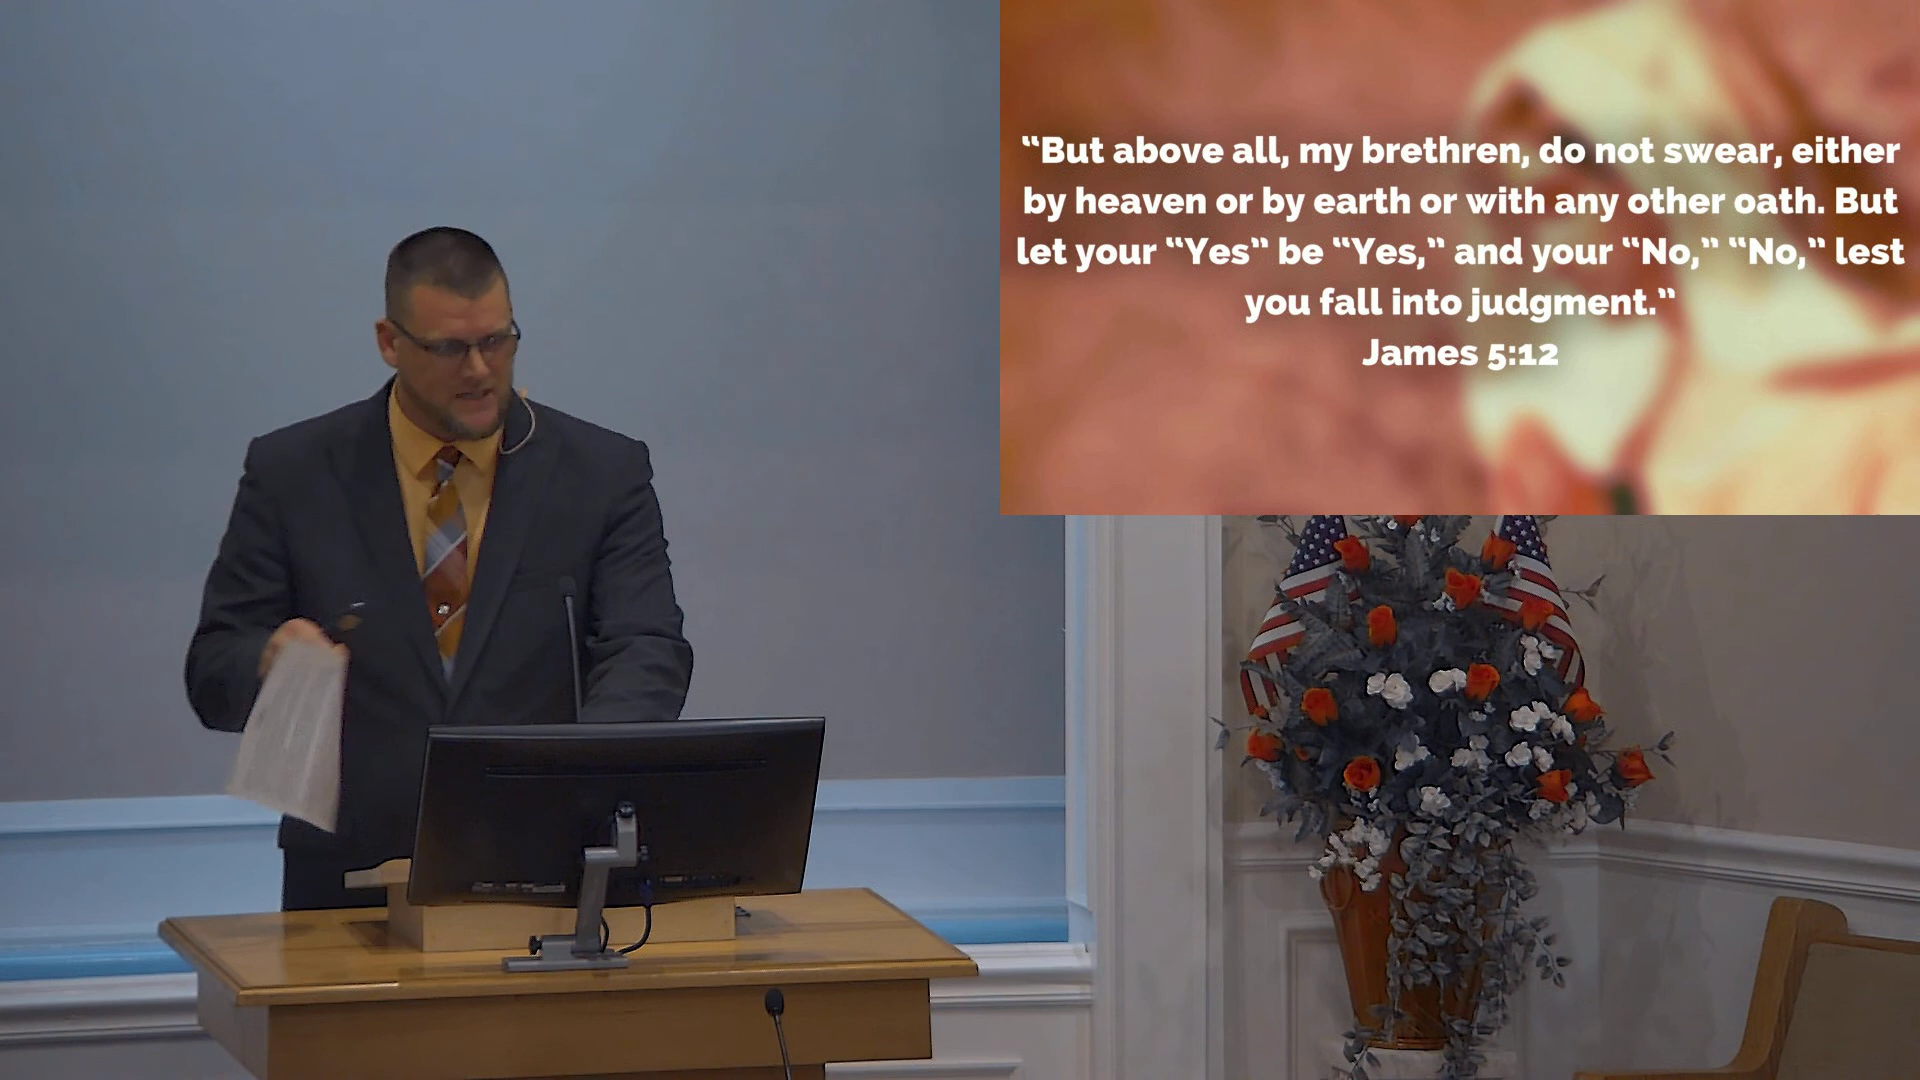 “But above all, my brethren, do not swear, either
by heaven or by earth or with any other oath. But
let your “Yes” be “Yes,” and your “No,” “No,” lest
you fall into judgment.”
James 5:12